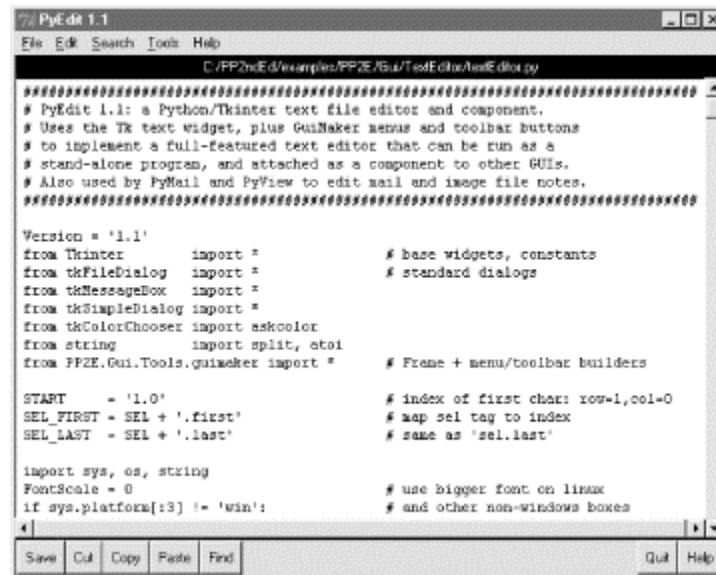 PyEdit 1.1
File Edit Search Tools Help
C:/PP2ndEd/examples/PP2E/Gui/TextEditor/textEditor.py
################################################################################
# PyEdit 1.1: a Python/Tkinter text file editor and component.
# Uses the Tk text widget, plus GuiMaker menus and toolbar buttons
# to implement a full-featured text editor that can be run as a
# stand-alone program, and attached as a component to other GUIs.
# Also used by PyMail and PyView to edit mail and image file notes.
################################################################################
Version = '1.1'
from Tkinter import * # base widgets, constants
from tkFileDialog import * # standard dialogs
from tkMessageBox import *
from tkSimpleDialog import *
from tkColorChooser import askcolor
from string import split, atoi
from PP2E.Gui.Tools.guimaker import * # Frame + menu/toolbar builders
START = '1.0' # index of first char: row=1,col=0
SEL_FIRST = SEL + '.first' # map sel tag to index
SEL_LAST = SEL + '.last' # same as 'sel.last'
import sys, os, string
FontScale = 0 # use bigger font on linux
if sys.platform[:3] != 'win': # and other non-windows boxes
Save Cut Copy Paste Find Quit Help